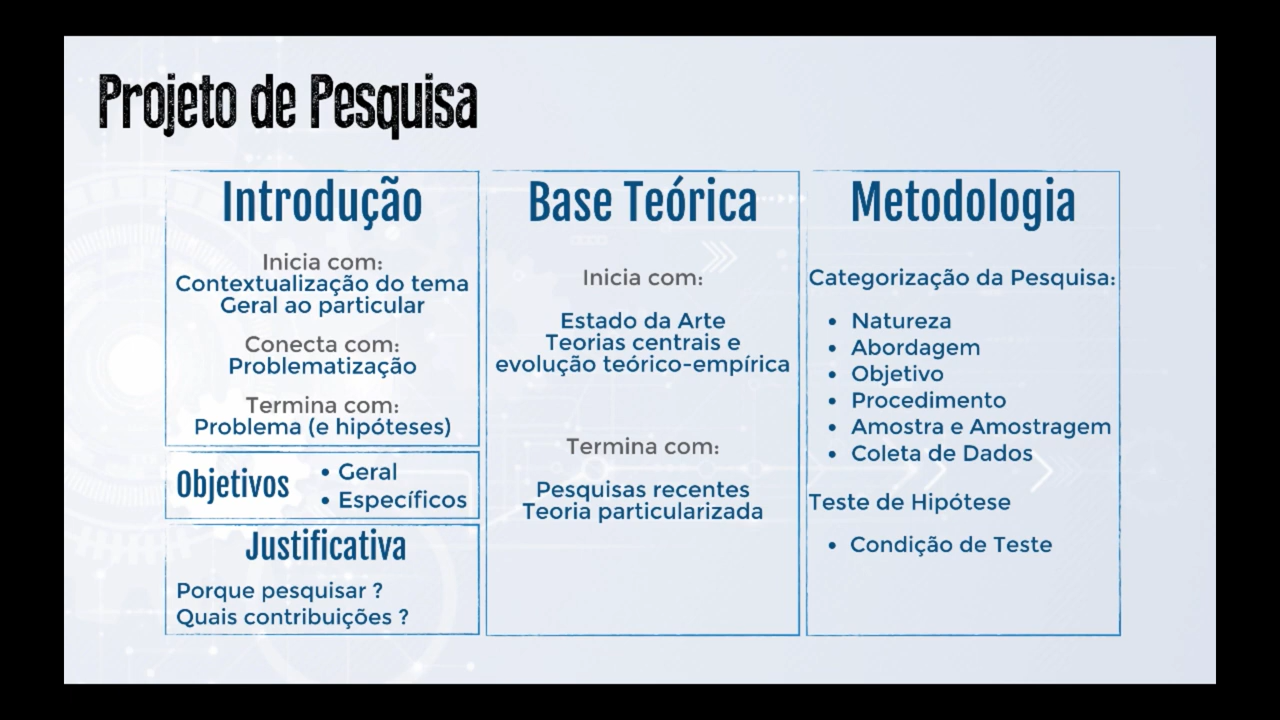 Projeto de Pesquisa
Introdução
Inicia com:
Contextualização do tema
Geral ao particular
Conecta com:
Problematização
Termina com:
Problema (e hipóteses)
Objetivos
• Geral
• Específicos
Justificativa
Porque pesquisar ?
Quais contribuições ?
Base Teórica
Inicia com:
Estado da Arte
Teorias centrais e
evolução teórico-empírica
Termina com:
Pesquisas recentes
Teoria particularizada
Metodologia
Categorização da Pesquisa:
• Natureza
• Abordagem
• Objetivo
• Procedimento
• Amostra e Amostragem
• Coleta de Dados
Teste de Hipótese
• Condição de Teste